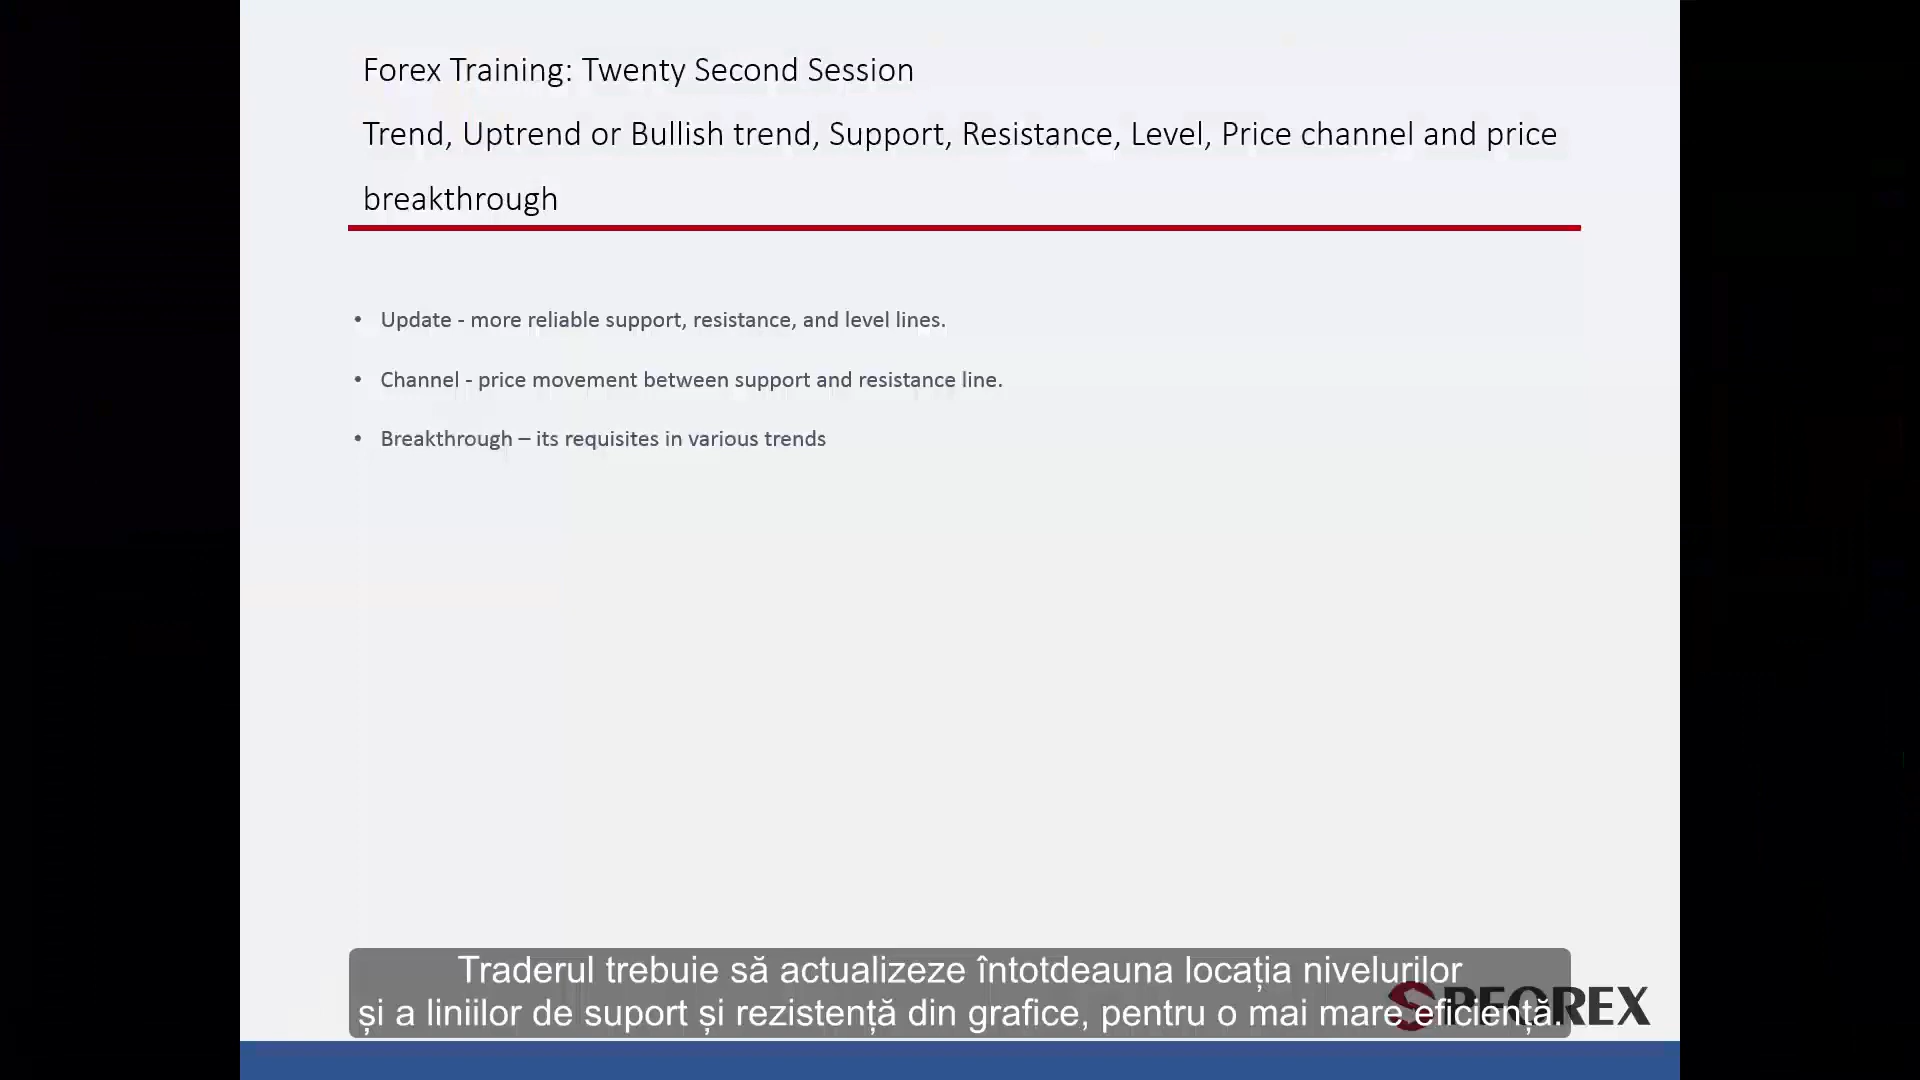 Forex Training: Twenty Second Session
Trend, Uptrend or Bullish trend, Support, Resistance, Level, Price channel and price
breakthrough
• Update - more reliable support, resistance, and level lines.
• Channel - price movement between support and resistance line.
• Breakthrough – its requisites in various trends
Traderul trebuie să actualizeze întotdeauna locația nivelurilor
și a liniilor de suport și rezistență din grafice, pentru o mai mare eficiență.
SPFOREX